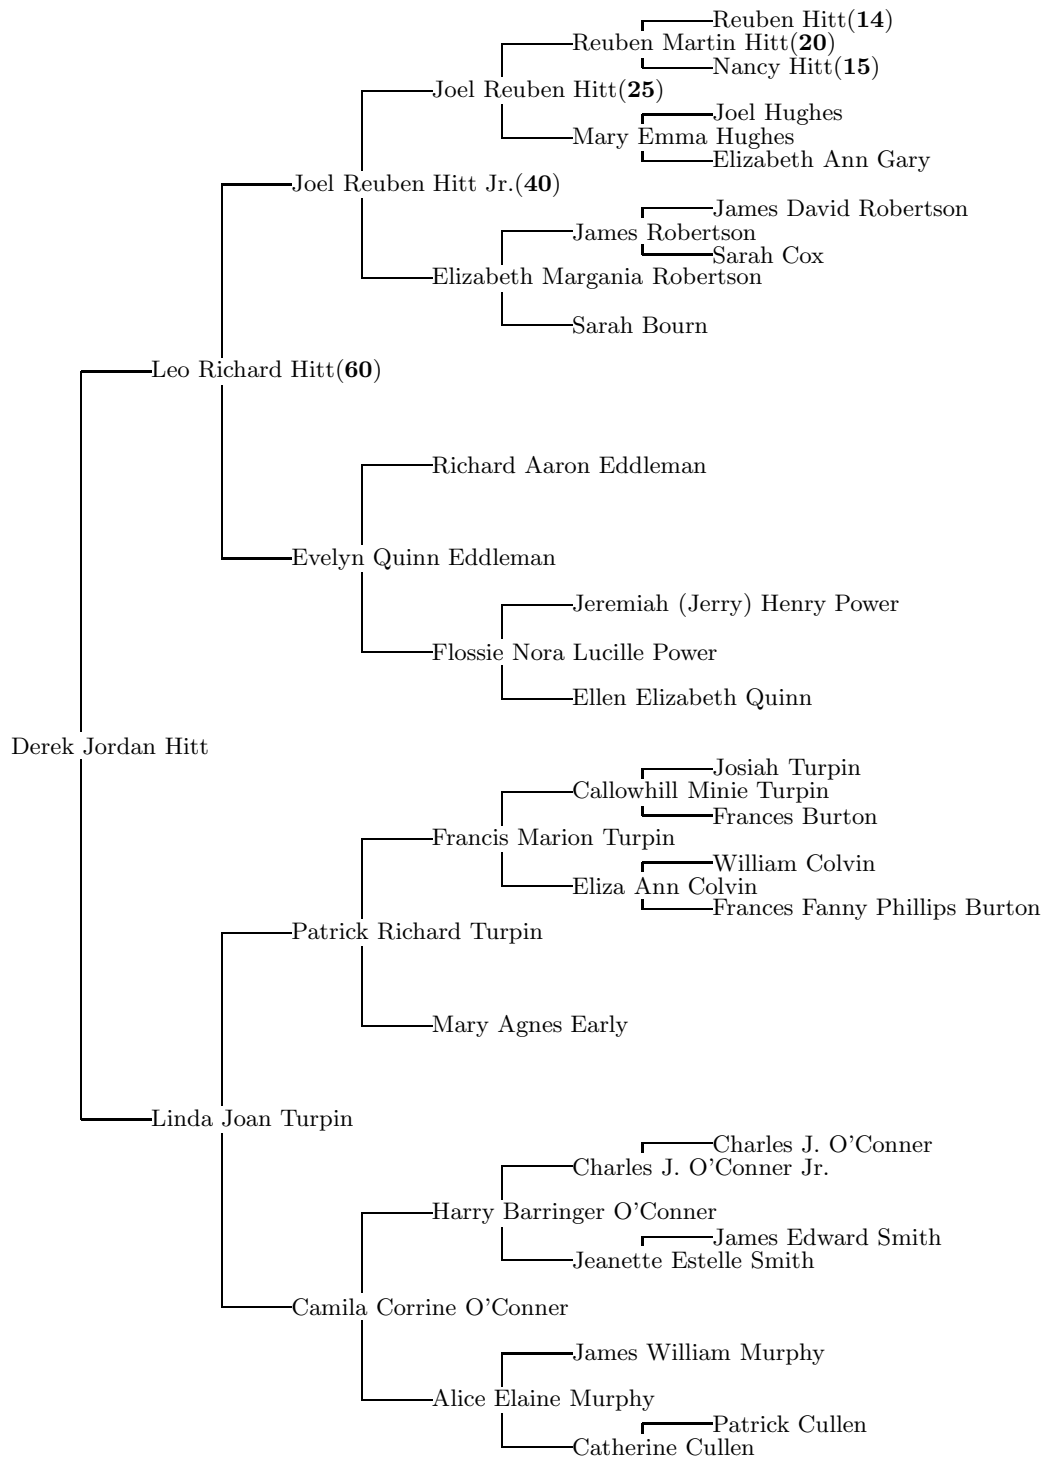 Reuben Hitt(14)
Reuben Martin Hitt(20)
Nancy Hitt(15)
Joel Reuben Hitt(25)
Joel Hughes
Mary Emma Hughes
Elizabeth Ann Gary
Joel Reuben Hitt Jr.(40)
James David Robertson
James Robertson
Sarah Cox
Elizabeth Margania Robertson
Sarah Bourn
Leo Richard Hitt(60)
Richard Aaron Eddleman
Evelyn Quinn Eddleman
Jeremiah (Jerry) Henry Power
Flossie Nora Lucille Power
Ellen Elizabeth Quinn
Derek Jordan Hitt
Josiah Turpin
Callowhill Minie Turpin
Frances Burton
Francis Marion Turpin
William Colvin
Eliza Ann Colvin
Frances Fanny Phillips Burton
Patrick Richard Turpin
Mary Agnes Early
Linda Joan Turpin
Charles J. O'Conner
Charles J. O'Conner Jr.
Harry Barringer O'Conner
James Edward Smith
Jeanette Estelle Smith
Camila Corrine O'Conner
James William Murphy
Alice Elaine Murphy
Patrick Cullen
Catherine Cullen